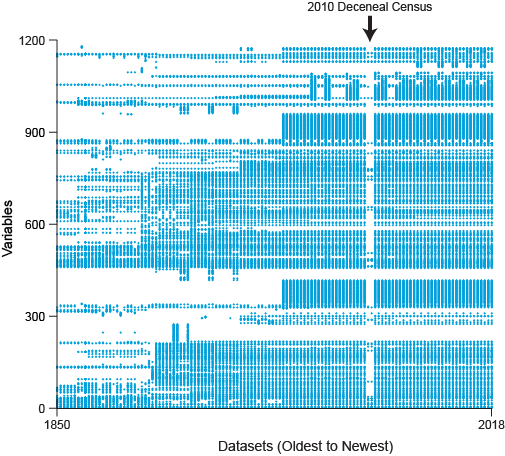 2010 Deceneal Census
1200
900
Variables
600
300
0
1850
2018
Datasets (Oldest to Newest)